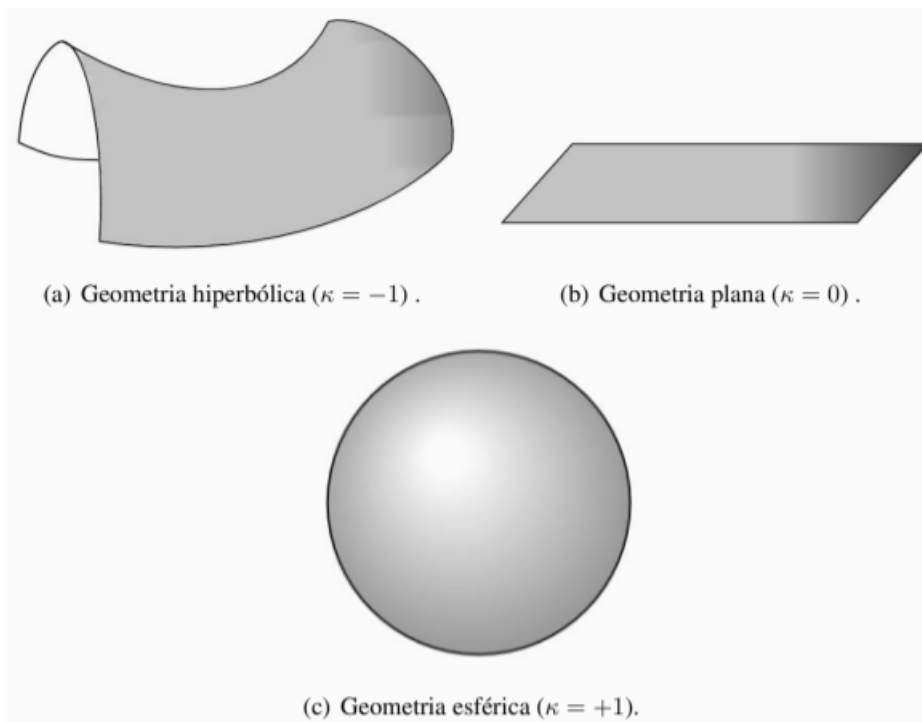 (a) Geometria hiperbólica (κ = −1) .
(b) Geometria plana (κ = 0) .
(c) Geometria esférica (κ = +1).